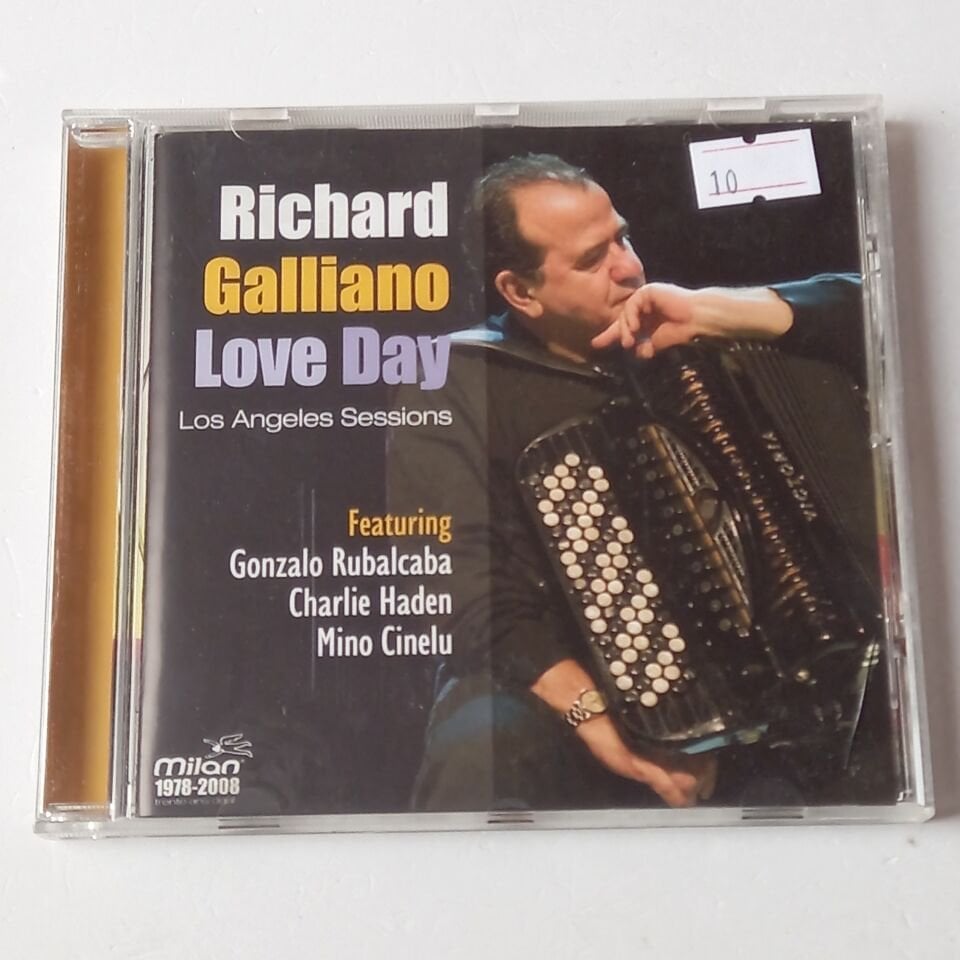 10
Richard
Galliano
Love Day
Los Angeles Sessions
VICTORIA
Featuring
Gonzalo Rubalcaba
Charlie Haden
Mino Cinelu
milan
1978-2008